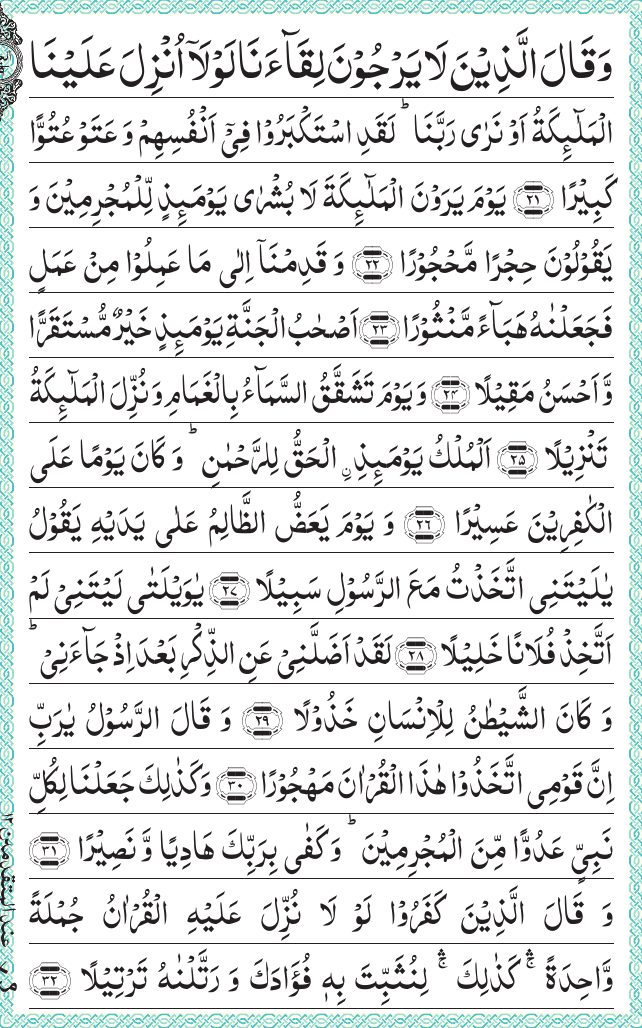 وَ قَالَ الَّذِیْنَ لَا یَرْجُوْنَ لِقَآءَنَا لَوْ لَاۤ اُنْزِلَ عَلَیْنَا
الْمَلٰٓىِٕكَةُ اَوْ نَرٰى رَبَّنَا ؕ لَقَدِ اسْتَكْبَرُوْا فِیْۤ اَنْفُسِهِمْ وَ عَتَوْ عُتُوًّا
كَبِیْرًا ۝۲۱ یَوْمَ یَرَوْنَ الْمَلٰٓىِٕكَةَ لَا بُشْرٰى یَوْمَىِٕذٍ لِّلْمُجْرِمِیْنَ وَ
یَقُوْلُوْنَ حِجْرًا مَّحْجُوْرًا ۝۲۲ وَ قَدِمْنَاۤ اِلٰى مَا عَمِلُوْا مِنْ عَمَلٍ
فَجَعَلْنٰهُ هَبَآءً مَّنْثُوْرًا ۝۲۳ اَصْحٰبُ الْجَنَّةِ یَوْمَىِٕذٍ خَیْرٌ مُّسْتَقَرًّا
وَّ اَحْسَنُ مَقِیْلًا ۝۲۴ وَ یَوْمَ تَشَقَّقُ السَّمَآءُ بِالْغَمَامِ وَ نُزِّلَ الْمَلٰٓىِٕكَةُ
تَنْزِیْلًا ۝۲۵ اَلْمُلْكُ یَوْمَىِٕذِ ۟ الْحَقُّ لِلرَّحْمٰنِ ؕ وَ كَانَ یَوْمًا عَلَى
الْكٰفِرِیْنَ عَسِیْرًا ۝۲۶ وَ یَوْمَ یَعَضُّ الظَّالِمُ عَلٰى یَدَیْهِ یَقُوْلُ
یٰلَیْتَنِی اتَّخَذْتُ مَعَ الرَّسُوْلِ سَبِیْلًا ۝۲۷ یٰوَیْلَتٰى لَیْتَنِیْ لَمْ
اَتَّخِذْ فُلَانًا خَلِیْلًا ۝۲۸ لَقَدْ اَضَلَّنِیْ عَنِ الذِّكْرِ بَعْدَ اِذْ جَآءَنِیْ ؕ
وَ كَانَ الشَّیْطٰنُ لِلْاِنْسَانِ خَذُوْلًا ۝۲۹ وَ قَالَ الرَّسُوْلُ یٰرَبِّ
اِنَّ قَوْمِی اتَّخَذُوْا هٰذَا الْقُرْاٰنَ مَهْجُوْرًا ۝۳۰ وَ كَذٰلِكَ جَعَلْنَا لِكُلِّ
نَبِیٍّ عَدُوًّا مِّنَ الْمُجْرِمِیْنَ ؕ وَ كَفٰى بِرَبِّكَ هَادِیًا وَّ نَصِیْرًا ۝۳۱
وَ قَالَ الَّذِیْنَ كَفَرُوْا لَوْ لَا نُزِّلَ عَلَیْهِ الْقُرْاٰنُ جُمْلَةً
وَّاحِدَةً ۛۚ كَذٰلِكَ ۛۚ لِنُثَبِّتَ بِهٖ فُؤَادَكَ وَ رَتَّلْنٰهُ تَرْتِیْلًا ۝۳۲